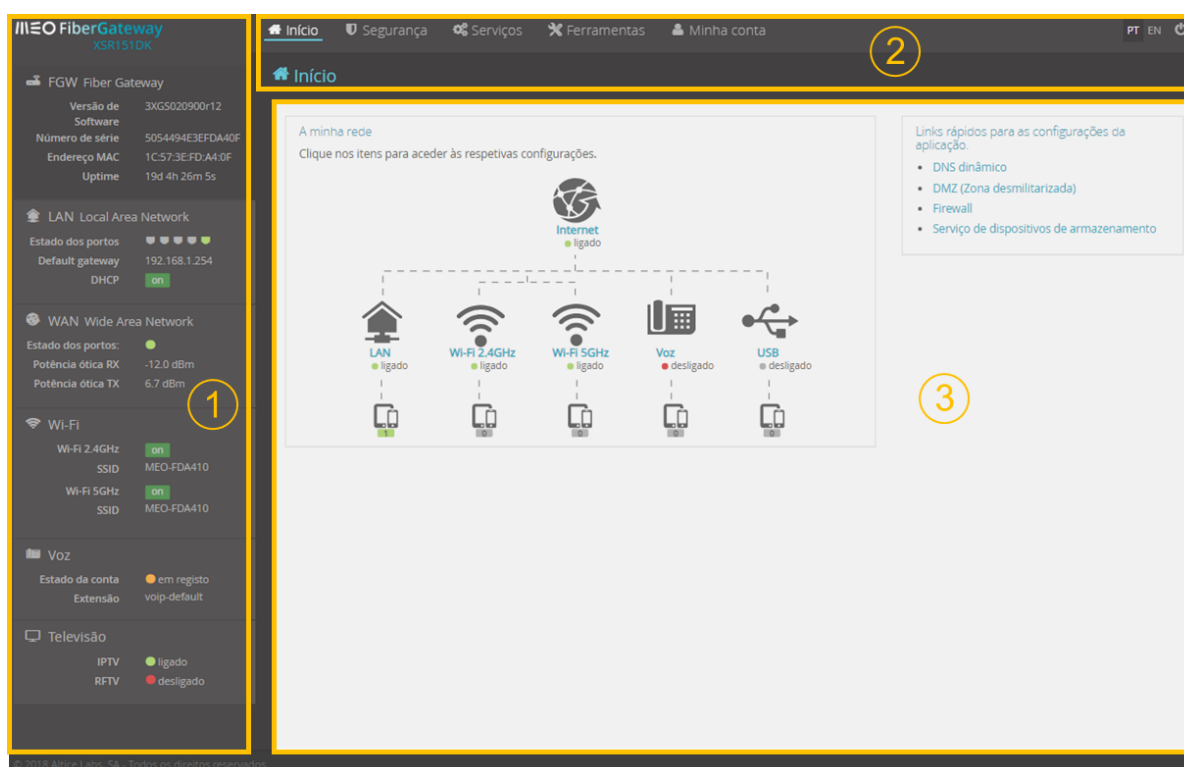 MEO FiberGateway
XSR151DK
FGW Fiber Gateway
Versão de Software 3XGS020900r12
Número de série 5054494E3EFDA40F
Endereço MAC 1C:57:3E:FD:A4:0F
Uptime 19d 4h 26m 5s
LAN Local Area Network
Estado dos portos
Default gateway 192.168.1.254
DHCP on
WAN Wide Area Network
Estado dos portos:
Potência ótica RX -12.0 dBm
Potência ótica TX 6.7 dBm
1
Wi-Fi
Wi-Fi 2.4GHz on
SSID MEO-FDA410
Wi-Fi 5GHz on
SSID MEO-FDA410
Voz
Estado da conta em registo
Extensão voip-default
Televisão
IPTV ligado
RFTV desligado
Início Segurança Serviços Ferramentas Minha conta PT EN
2
Início
A minha rede
Clique nos itens para aceder às respetivas configurações.
Internet
ligado
LAN Wi-Fi 2.4GHz Wi-Fi 5GHz Voz USB
ligado ligado ligado desligado desligado
1 0 0 0 0
Links rápidos para as configurações da
aplicação.
• DNS dinâmico
• DMZ (Zona desmilitarizada)
• Firewall
• Serviço de dispositivos de armazenamento
3
© 2018 Altice Labs, SA - Todos os direitos reservados